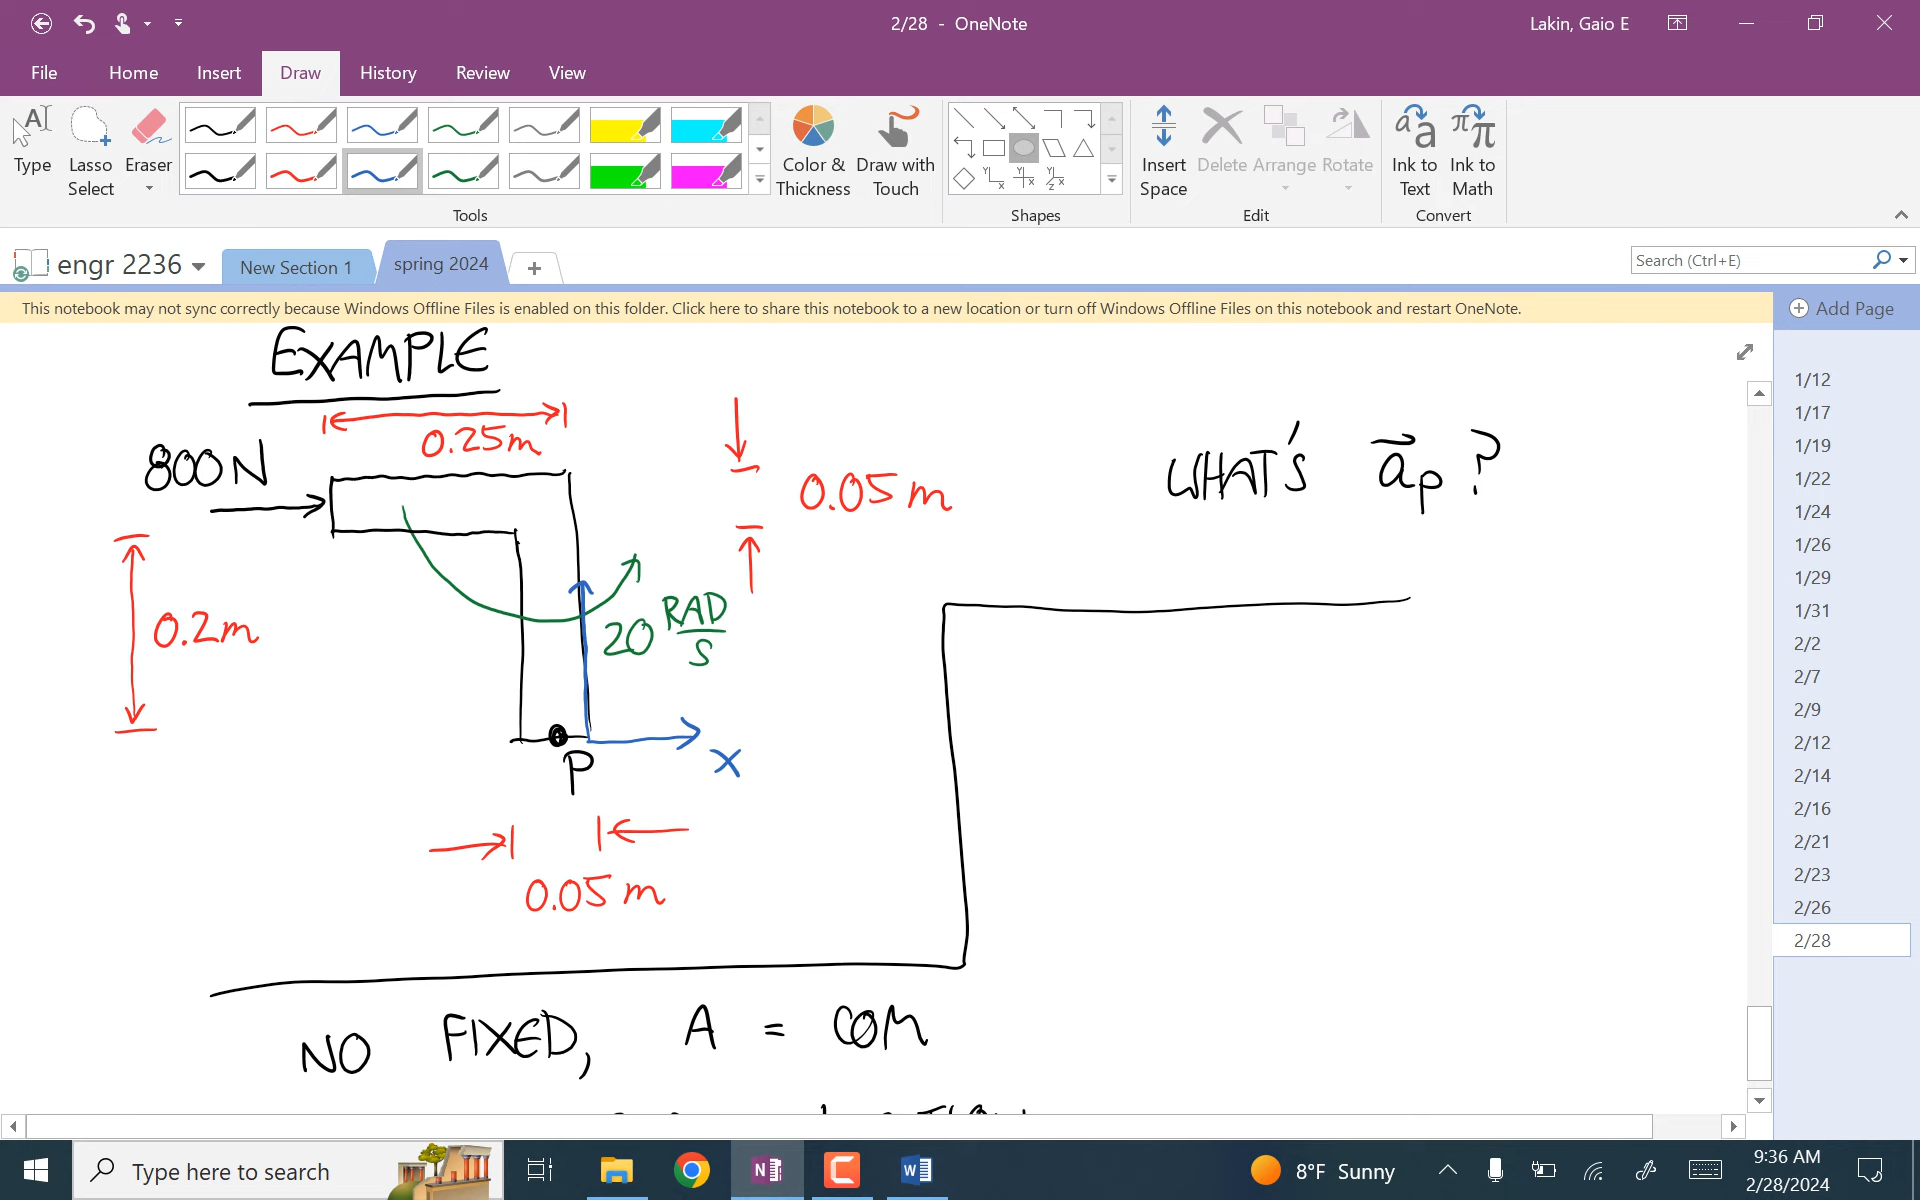 2/28 - OneNote
Lakin, Gaio E
File Home Insert Draw History Review View
Type
Lasso Select
Eraser
Color & Thickness
Draw with Touch
Insert Space
Delete
Arrange
Rotate
Ink to Text
Ink to Math
Tools
Shapes
Edit
Convert
engr 2236
New Section 1
spring 2024
Search (Ctrl+E)
This notebook may not sync correctly because Windows Offline Files is enabled on this folder. Click here to share this notebook to a new location or turn off Windows Offline Files on this notebook and restart OneNote.
Add Page
1/12
1/17
1/19
1/22
1/24
1/26
1/29
1/31
2/2
2/7
2/9
2/12
2/14
2/16
2/21
2/23
2/26
2/28
EXAMPLE
0.25m
800N
0.05m
WHAT'S a⃗p?
0.2m
20 RAD/S
P
X
0.05m
NO FIXED, A = COM
Type here to search
8°F Sunny
9:36 AM
2/28/2024